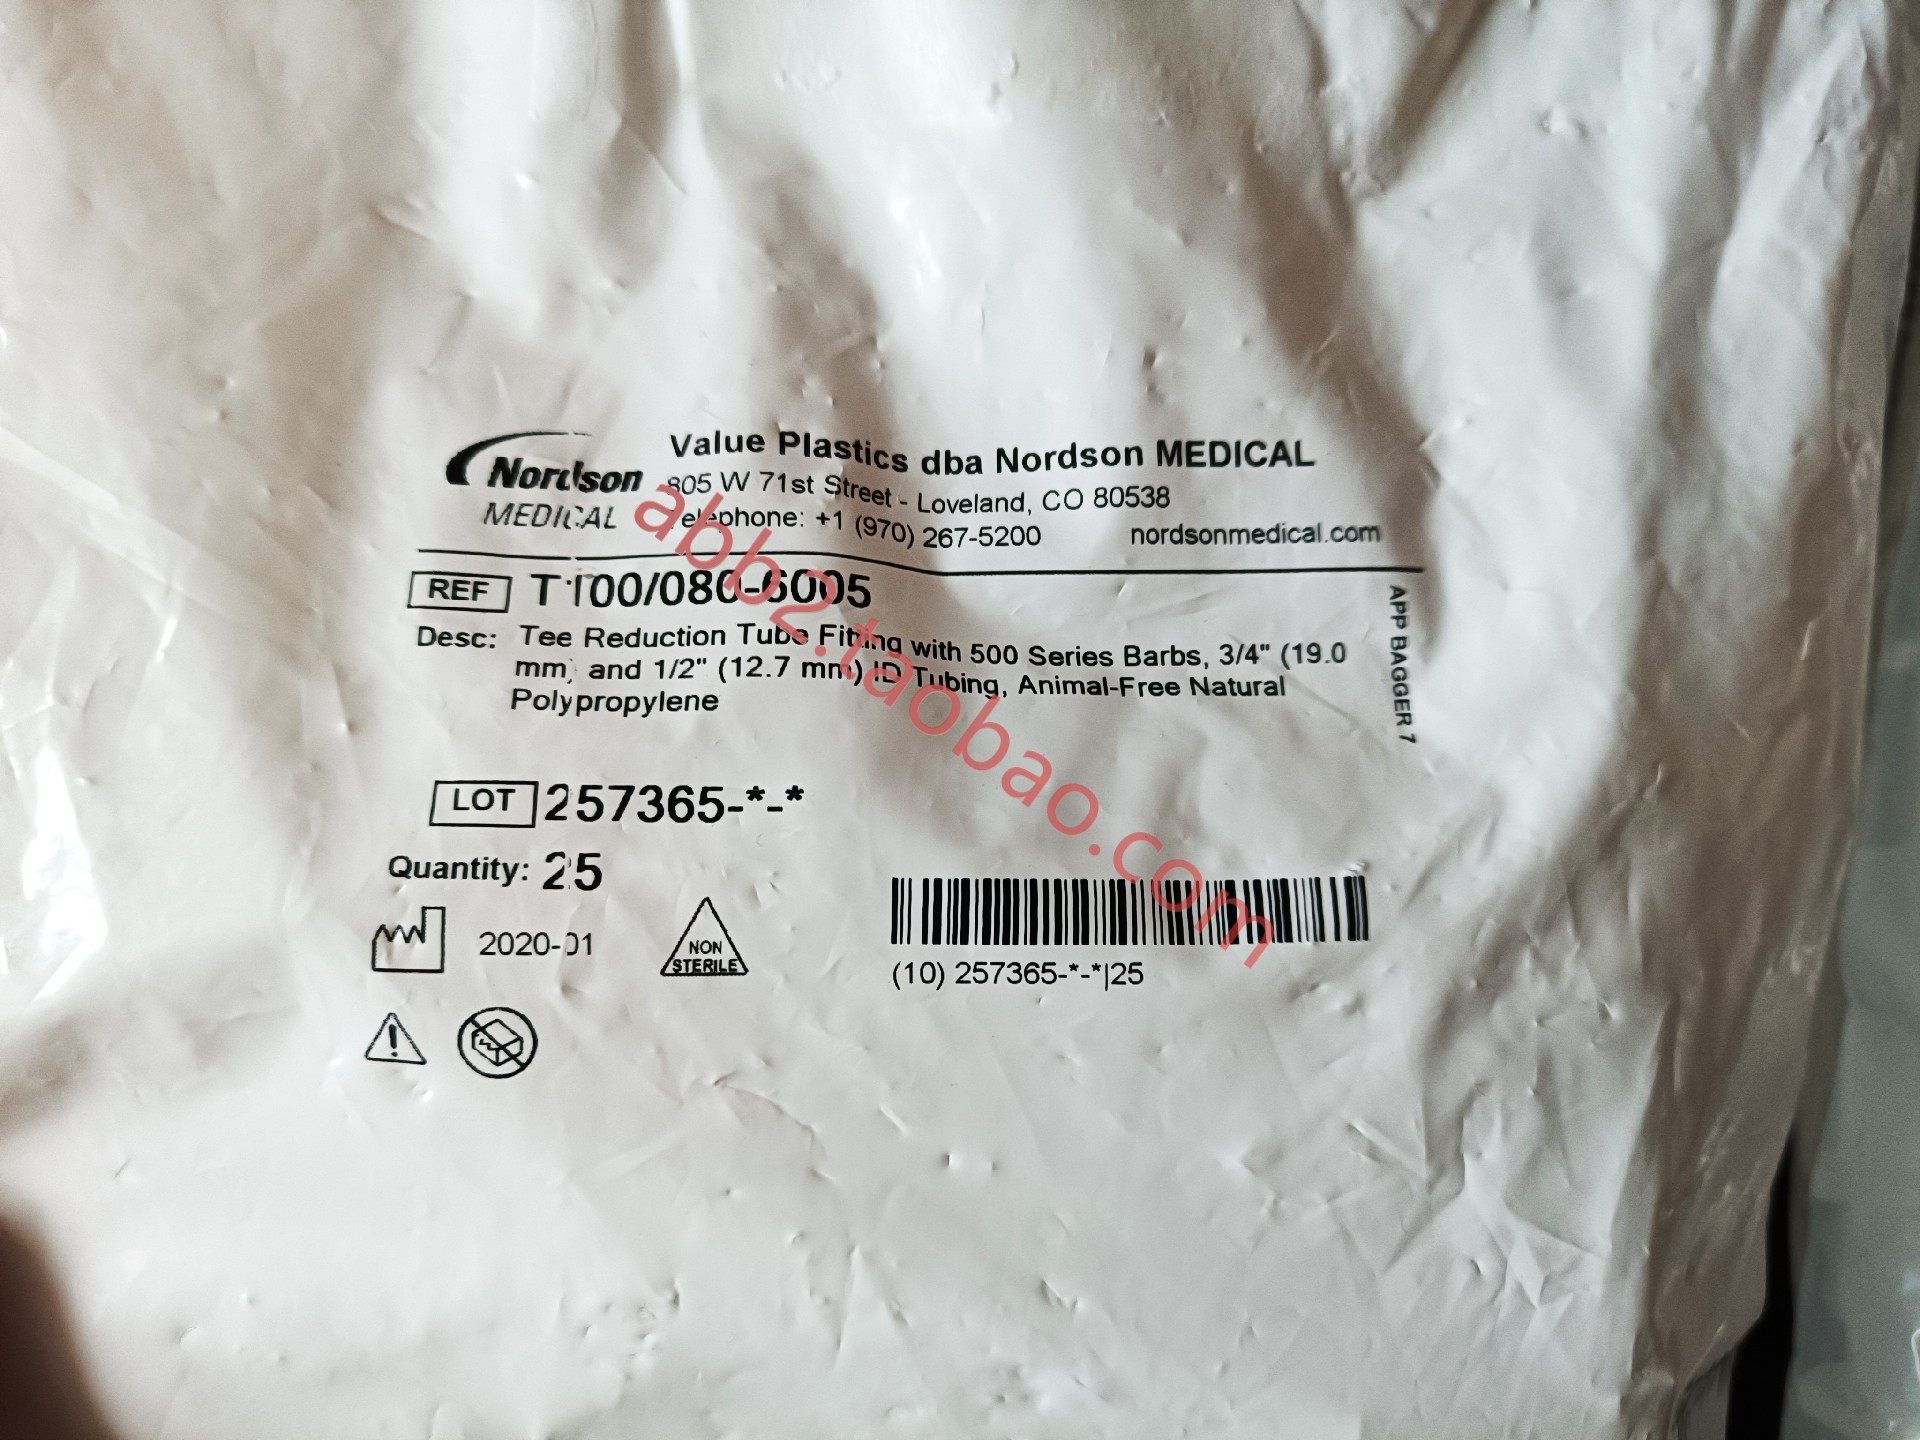 Nordson
MEDICAL
Value Plastics dba Nordson MEDICAL
805 W 71st Street - Loveland, CO 80538
Telephone: +1 (970) 267-5200 nordsonmedical.com
REF T100/080-6005
Desc: Tee Reduction Tube Fitting with 500 Series Barbs, 3/4" (19.0
mm) and 1/2" (12.7 mm) ID Tubing, Animal-Free Natural
Polypropylene
APP BAGGER 7
LOT 257365-*-*
Quantity: 25
2020-01
NON
STERILE
(10) 257365-*-*|25
abb2.taobao.com